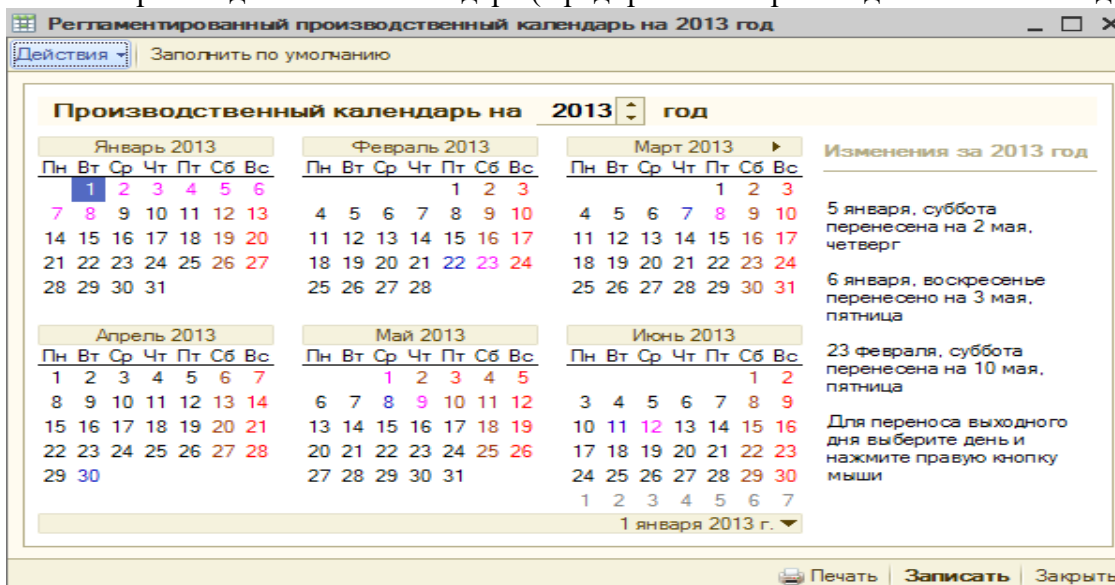 Регламентированный производственный календарь на 2013 год
Действия Заполнить по умолчанию
Производственный календарь на 2013 год
Январь 2013 Февраль 2013 Март 2013
Пн Вт Ср Чт Пт Сб Вс Пн Вт Ср Чт Пт Сб Вс Пн Вт Ср Чт Пт Сб Вс
1 2 3 4 5 6 1 2 3 1 2 3
7 8 9 10 11 12 13 4 5 6 7 8 9 10 4 5 6 7 8 9 10
14 15 16 17 18 19 20 11 12 13 14 15 16 17 11 12 13 14 15 16 17
21 22 23 24 25 26 27 18 19 20 21 22 23 24 18 19 20 21 22 23 24
28 29 30 31 25 26 27 28 25 26 27 28 29 30 31
Апрель 2013 Май 2013 Июнь 2013
Пн Вт Ср Чт Пт Сб Вс Пн Вт Ср Чт Пт Сб Вс Пн Вт Ср Чт Пт Сб Вс
1 2 3 4 5 6 7 1 2 3 4 5 1 2
8 9 10 11 12 13 14 6 7 8 9 10 11 12 3 4 5 6 7 8 9
15 16 17 18 19 20 21 13 14 15 16 17 18 19 10 11 12 13 14 15 16
22 23 24 25 26 27 28 20 21 22 23 24 25 26 17 18 19 20 21 22 23
29 30 27 28 29 30 31 24 25 26 27 28 29 30
1 2 3 4 5 6 7
1 января 2013 г.
Изменения за 2013 год
5 января, суббота
перенесена на 2 мая,
четверг
6 января, воскресенье
перенесено на 3 мая,
пятница
23 февраля, суббота
перенесена на 10 мая,
пятница
Для переноса выходного
дня выберите день и
нажмите правую кнопку
мыши
Печать Записать Закрыть